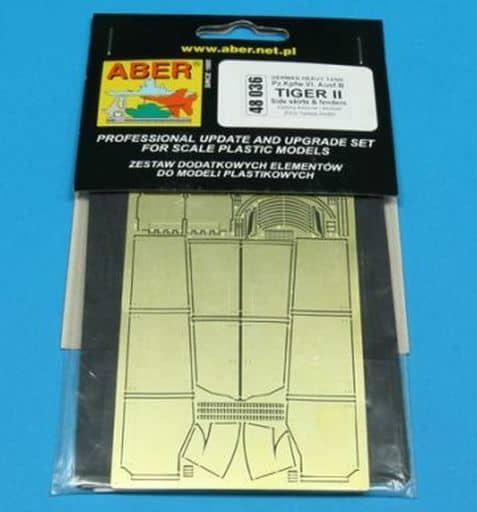 www.aber.net.pl
ABER
SINCE 1995
48 036
GERMAN HEAVY TANK
Pz.Kpfw.VI. Ausf.B
TIGER II
Side skirts & fenders
PROFESSIONAL UPDATE AND UPGRADE SET
FOR SCALE PLASTIC MODELS
ZESTAW DODATKOWYCH ELEMENTÓW
DO MODELI PLASTIKOWYCH